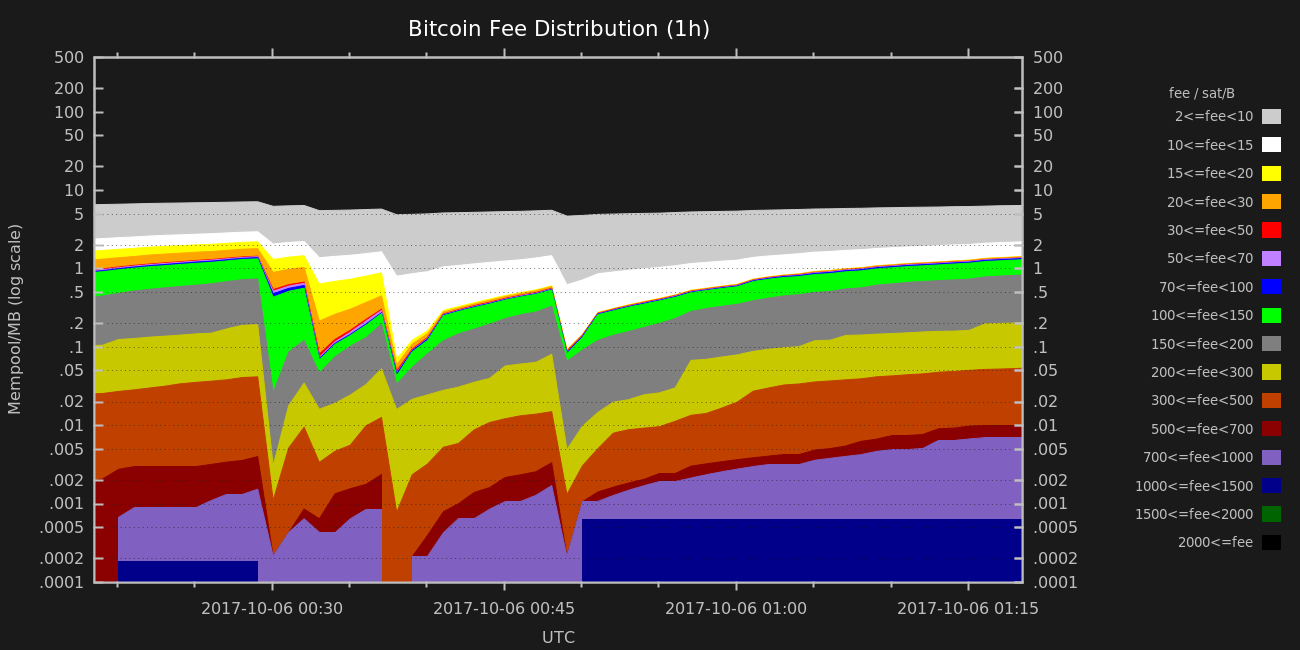 Bitcoin Fee Distribution (1h)
500 500
200 200
100 100
50 50
20 20
10 10
5 5
2 2
1 1
.5 .5
.2 .2
.1 .1
.05 .05
.02 .02
.01 .01
.005 .005
.002 .002
.001 .001
.0005 .0005
.0002 .0002
.0001 .0001
Mempool/MB (log scale)
2017-10-06 00:30 2017-10-06 00:45 2017-10-06 01:00 2017-10-06 01:15
UTC
fee / sat/B
2<=fee<10
10<=fee<15
15<=fee<20
20<=fee<30
30<=fee<50
50<=fee<70
70<=fee<100
100<=fee<150
150<=fee<200
200<=fee<300
300<=fee<500
500<=fee<700
700<=fee<1000
1000<=fee<1500
1500<=fee<2000
2000<=fee